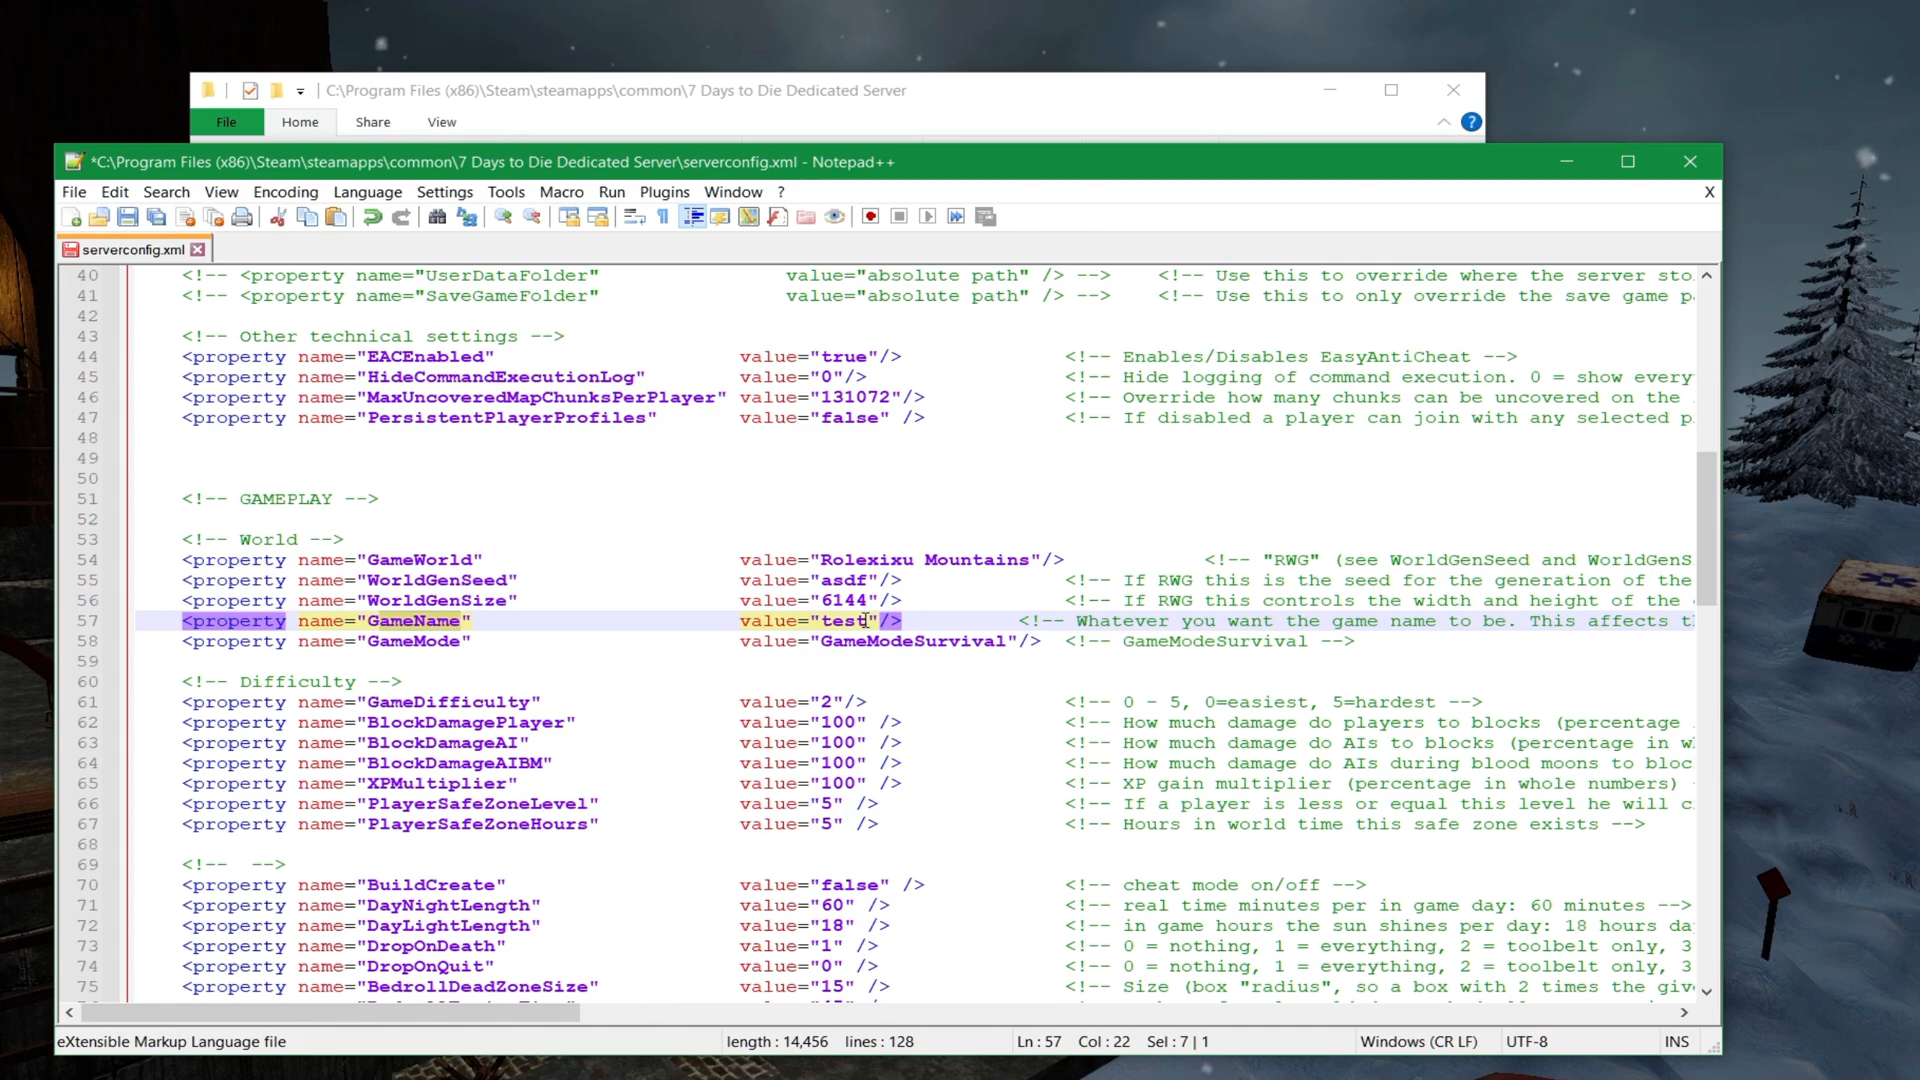 C:\Program Files (x86)\Steam\steamapps\common\7 Days to Die Dedicated Server
File Home Share View
*C:\Program Files (x86)\Steam\steamapps\common\7 Days to Die Dedicated Server\serverconfig.xml - Notepad++
File Edit Search View Encoding Language Settings Tools Macro Run Plugins Window ? X
serverconfig.xml
40 <!-- <property name="UserDataFolder" value="absolute path" /> --> <!-- Use this to override where the server sto
41 <!-- <property name="SaveGameFolder" value="absolute path" /> --> <!-- Use this to only override the save game p
42
43 <!-- Other technical settings -->
44 <property name="EACEnabled" value="true"/> <!-- Enables/Disables EasyAntiCheat -->
45 <property name="HideCommandExecutionLog" value="0"/> <!-- Hide logging of command execution. 0 = show every
46 <property name="MaxUncoveredMapChunksPerPlayer" value="131072"/> <!-- Override how many chunks can be uncovered on the
47 <property name="PersistentPlayerProfiles" value="false" /> <!-- If disabled a player can join with any selected p
48
49
50
51 <!-- GAMEPLAY -->
52
53 <!-- World -->
54 <property name="GameWorld" value="Rolexixu Mountains"/> <!-- "RWG" (see WorldGenSeed and WorldGenS
55 <property name="WorldGenSeed" value="asdf"/> <!-- If RWG this is the seed for the generation of the
56 <property name="WorldGenSize" value="6144"/> <!-- If RWG this controls the width and height of the
57 <property name="GameName" value="test"/> <!-- Whatever you want the game name to be. This affects t
58 <property name="GameMode" value="GameModeSurvival"/> <!-- GameModeSurvival -->
59
60 <!-- Difficulty -->
61 <property name="GameDifficulty" value="2"/> <!-- 0 - 5, 0=easiest, 5=hardest -->
62 <property name="BlockDamagePlayer" value="100" /> <!-- How much damage do players to blocks (percentage
63 <property name="BlockDamageAI" value="100" /> <!-- How much damage do AIs to blocks (percentage in w
64 <property name="BlockDamageAIBM" value="100" /> <!-- How much damage do AIs during blood moons to bloc
65 <property name="XPMultiplier" value="100" /> <!-- XP gain multiplier (percentage in whole numbers)
66 <property name="PlayerSafeZoneLevel" value="5" /> <!-- If a player is less or equal this level he will c
67 <property name="PlayerSafeZoneHours" value="5" /> <!-- Hours in world time this safe zone exists -->
68
69 <!-- -->
70 <property name="BuildCreate" value="false" /> <!-- cheat mode on/off -->
71 <property name="DayNightLength" value="60" /> <!-- real time minutes per in game day: 60 minutes -->
72 <property name="DayLightLength" value="18" /> <!-- in game hours the sun shines per day: 18 hours da
73 <property name="DropOnDeath" value="1" /> <!-- 0 = nothing, 1 = everything, 2 = toolbelt only, 3
74 <property name="DropOnQuit" value="0" /> <!-- 0 = nothing, 1 = everything, 2 = toolbelt only, 3
75 <property name="BedrollDeadZoneSize" value="15" /> <!-- Size (box "radius", so a box with 2 times the giv
eXtensible Markup Language file length : 14,456 lines : 128 Ln : 57 Col : 22 Sel : 7 | 1 Windows (CR LF) UTF-8 INS